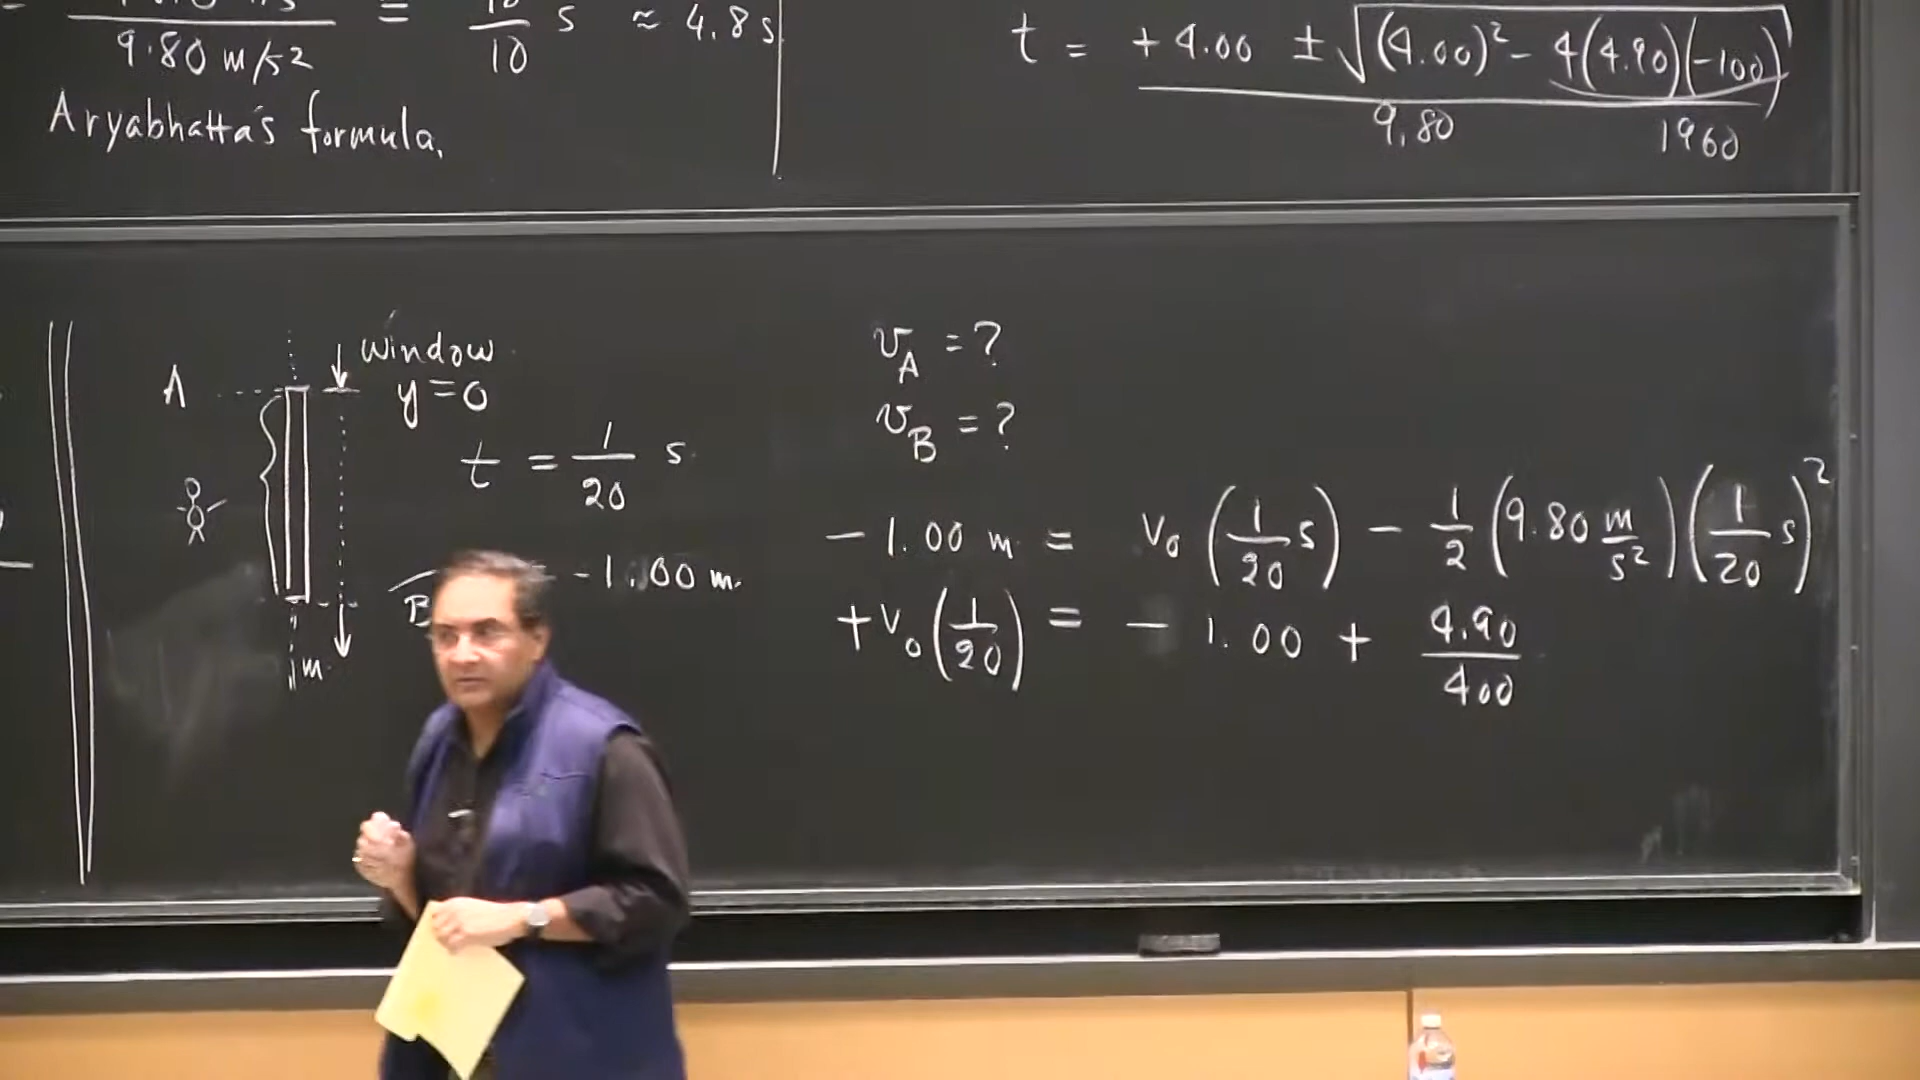 9.80 m/s² = 10 s ≈ 4.8 s
Aryabhatta's formula.
t = +4.00 ± √(4.00)² - 4(4.90)(-100)
9.80 1960
window
A y=0
t = 1/20 s
-1.00 m.
B
1m.
v_A = ?
v_B = ?
-1.00 m = v₀ (1/20 s) - 1/2 (9.80 m/s²) (1/20 s)²
+v₀ (1/20) = -1.00 + 4.90/400